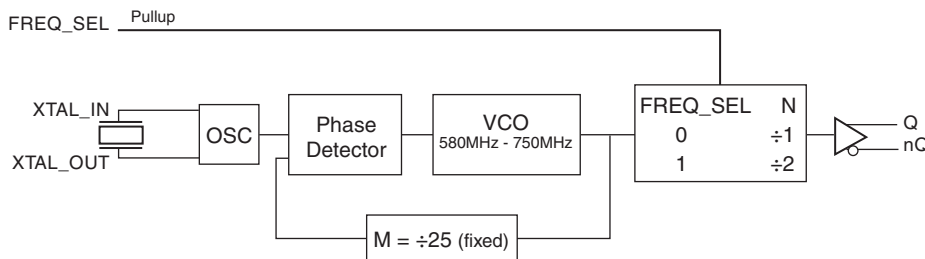 FREQ_SEL Pullup
XTAL_IN
XTAL_OUT
OSC
Phase
Detector
VCO
580MHz - 750MHz
M = ÷25 (fixed)
FREQ_SEL N
0 ÷1
1 ÷2
Q
nQ